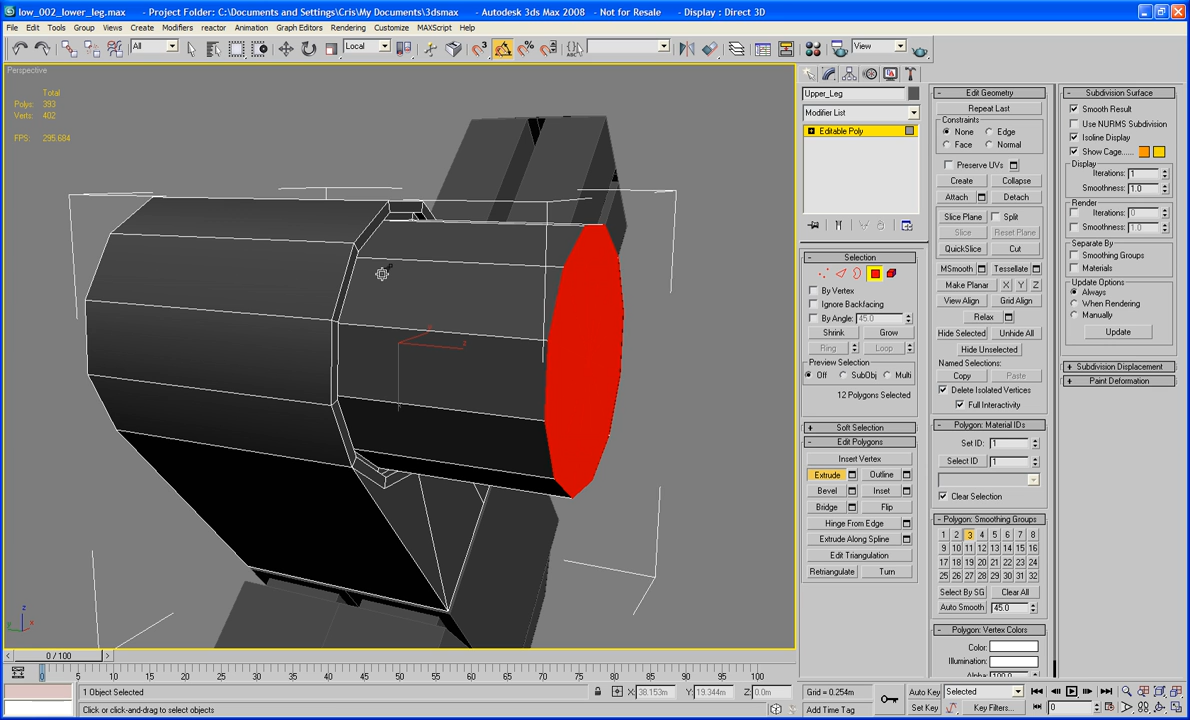 low_002_lower_leg.max - Project Folder: C:\Documents and Settings\Cris\My Documents\3dsmax - Autodesk 3ds Max 2008 - Not for Resale - Display : Direct 3D
File Edit Tools Group Views Create Modifiers reactor Animation Graph Editors Rendering Customize MAXScript Help
All Local View
Perspective
Total
Polys: 393
Verts: 402
FPS: 295.684
Upper_Leg
Modifier List
Editable Poly
- Selection
By Vertex
Ignore Backfacing
By Angle: 45.0
Shrink Grow
Ring Loop
Preview Selection
Off SubObj Multi
12 Polygons Selected
+ Soft Selection
- Edit Polygons
Insert Vertex
Extrude Outline
Bevel Inset
Bridge Flip
Hinge From Edge
Extrude Along Spline
Edit Triangulation
Retriangulate Turn
- Edit Geometry
Repeat Last
Constraints
None Edge
Face Normal
Preserve UVs
Create Collapse
Attach Detach
Slice Plane Split
Slice Reset Plane
QuickSlice Cut
MSmooth Tessellate
Make Planar X Y Z
View Align Grid Align
Relax
Hide Selected Unhide All
Hide Unselected
Named Selections:
Copy Paste
Delete Isolated Vertices
Full Interactivity
- Polygon: Material IDs
Set ID: 1
Select ID 1
Clear Selection
- Polygon: Smoothing Groups
1 2 3 4 5 6 7 8
9 10 11 12 13 14 15 16
17 18 19 20 21 22 23 24
25 26 27 28 29 30 31 32
Select By SG Clear All
Auto Smooth 45.0
- Polygon: Vertex Colors
Color:
Illumination:
Alpha: 100.0
- Subdivision Surface
Smooth Result
Use NURMS Subdivision
Isoline Display
Show Cage......
Display
Iterations: 1
Smoothness: 1.0
Render
Iterations: 0
Smoothness: 1.0
Separate By
Smoothing Groups
Materials
Update Options
Always
When Rendering
Manually
Update
+ Subdivision Displacement
+ Paint Deformation
z
x
y
0 / 100
0 5 10 15 20 25 30 35 40 45 50 55 60 65 70 75 80 85 90 95 100
1 Object Selected X: 38.153m Y: 19.344m Z: 0.0m Grid = 0.254m Auto Key Selected
Click or click-and-drag to select objects Add Time Tag Set Key Key Filters... 0